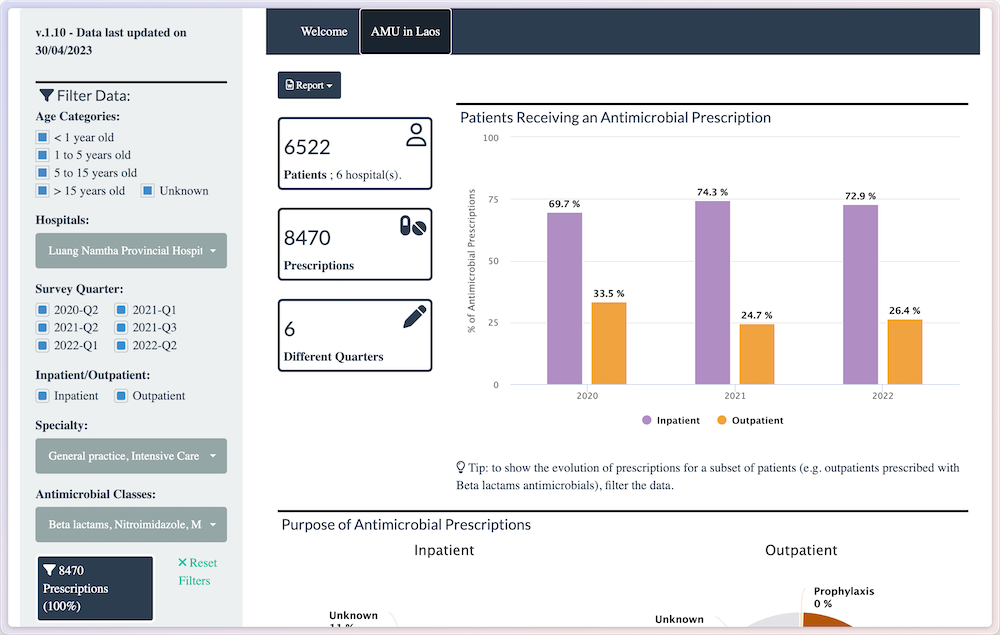 v.1.10 - Data last updated on
30/04/2023
Filter Data:
Age Categories:
< 1 year old
1 to 5 years old
5 to 15 years old
> 15 years old Unknown
Hospitals:
Luang Namtha Provincial Hospit
Survey Quarter:
2020-Q2 2021-Q1
2021-Q2 2021-Q3
2022-Q1 2022-Q2
Inpatient/Outpatient:
Inpatient Outpatient
Specialty:
General practice, Intensive Care
Antimicrobial Classes:
Beta lactams, Nitroimidazole, M
8470
Prescriptions
(100%)
Reset
Filters
Welcome AMU in Laos
Report
6522
Patients ; 6 hospital(s).
8470
Prescriptions
6
Different Quarters
Patients Receiving an Antimicrobial Prescription
% of Antimicrobial Prescriptions
100
75
50
25
0
69.7 %
33.5 %
74.3 %
24.7 %
72.9 %
26.4 %
2020 2021 2022
Inpatient Outpatient
Tip: to show the evolution of prescriptions for a subset of patients (e.g. outpatients prescribed with
Beta lactams antimicrobials), filter the data.
Purpose of Antimicrobial Prescriptions
Inpatient Outpatient
Unknown
Unknown
Prophylaxis
0 %